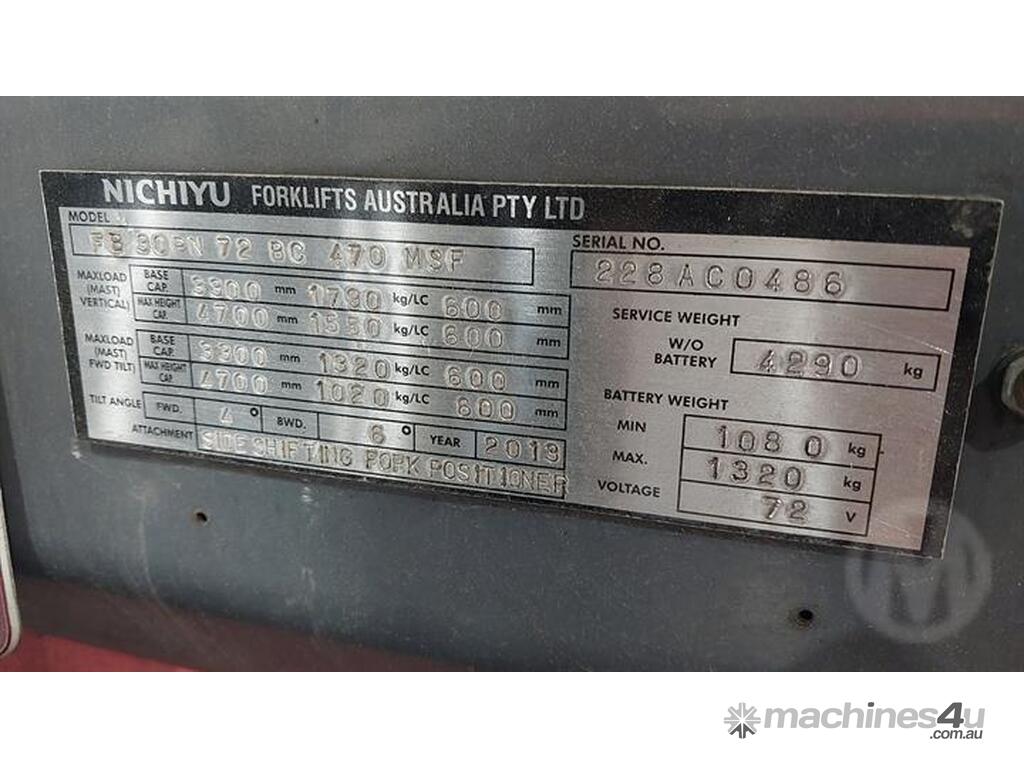 NICHIYU FORKLIFTS AUSTRALIA PTY LTD
MODEL
FB 30PN 72 BC 470 MSF
SERIAL NO.
228AC0486
MAXLOAD (MAST) VERTICAL) BASE CAP. 3300 mm 1790 kg/LC 600 mm
MAX HEIGHT CAP. 4700 mm 1550 kg/LC 600 mm
MAXLOAD (MAST) FWD TILT) BASE CAP. 3300 mm 1320 kg/LC 600 mm
MAX HEIGHT CAP. 4700 mm 1020 kg/LC 600 mm
TILT ANGLE FWD. 4° BWD. 6° YEAR 2013
ATTACHMENT SIDE SHIFTING FORK POSITIONER
SERVICE WEIGHT
W/O BATTERY 4290 kg
BATTERY WEIGHT
MIN 1080 kg
MAX. 1320 kg
VOLTAGE 72 V
M
machines4u
.com.au